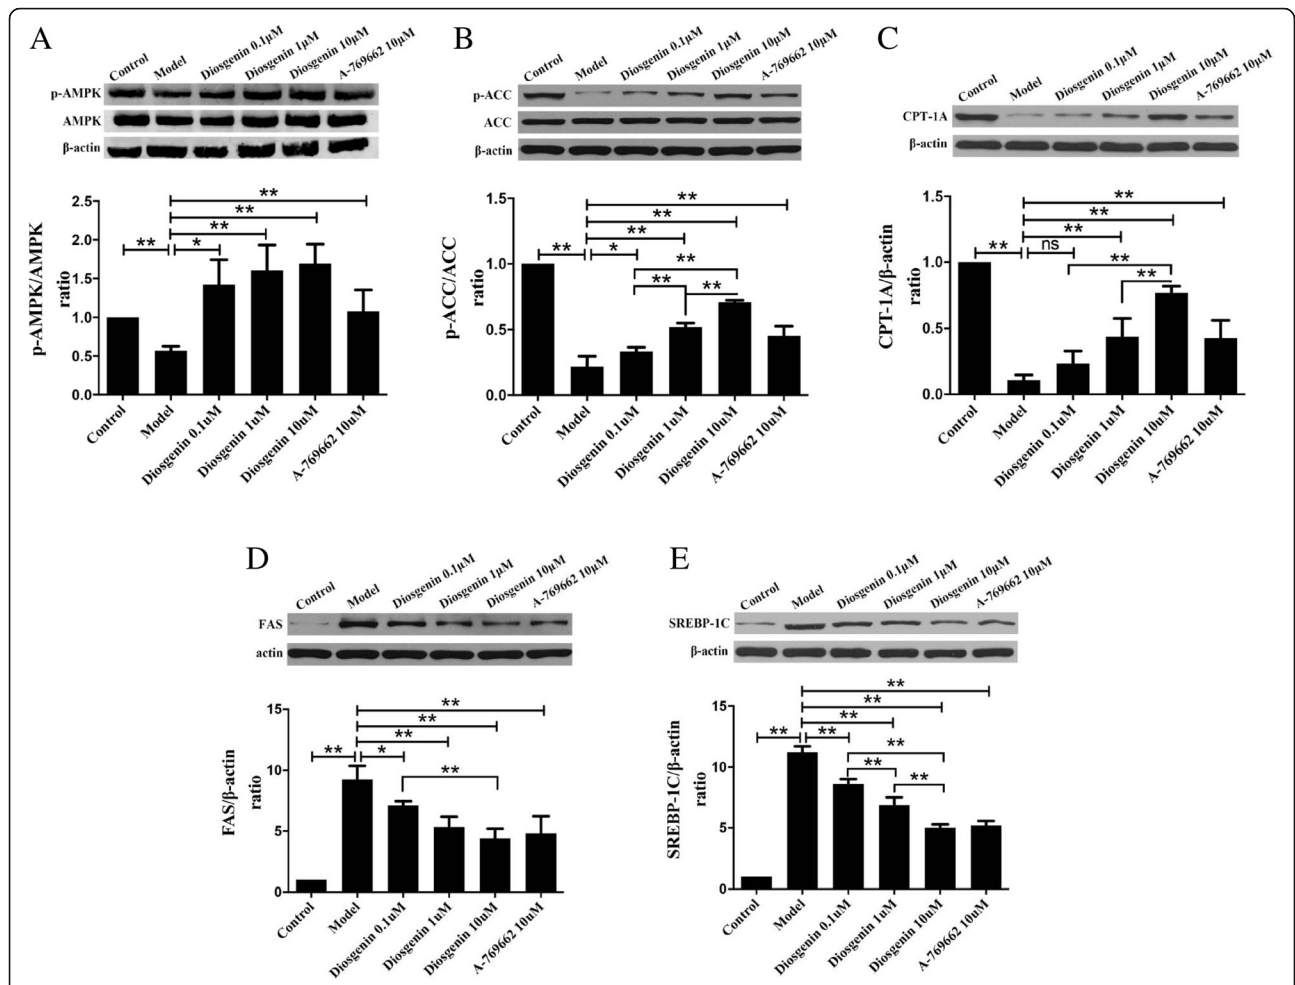 A
Control
Model
Diosgenin 0.1μM
Diosgenin 1μM
Diosgenin 10μM
A-769662 10μM
p-AMPK
AMPK
β-actin
p-AMPK/AMPK
ratio
2.5
2.0
1.5
1.0
0.5
0.0
**
**
**
**
*
Control
Model
Diosgenin 0.1uM
Diosgenin 1uM
Diosgenin 10uM
A-769662 10uM
B
Control
Model
Diosgenin 0.1μM
Diosgenin 1μM
Diosgenin 10μM
A-769662 10μM
p-ACC
ACC
β-actin
p-ACC/ACC
ratio
1.5
1.0
0.5
0.0
**
**
**
**
*
**
**
**
Control
Model
Diosgenin 0.1uM
Diosgenin 1uM
Diosgenin 10uM
A-769662 10uM
C
Control
Model
Diosgenin 0.1μM
Diosgenin 1μM
Diosgenin 10μM
A-769662 10μM
CPT-1A
β-actin
CPT-1A/β-actin
ratio
1.5
1.0
0.5
0.0
**
**
**
**
ns
**
**
Control
Model
Diosgenin 0.1uM
Diosgenin 1uM
Diosgenin 10uM
A-769662 10uM
D
Control
Model
Diosgenin 0.1μM
Diosgenin 1μM
Diosgenin 10μM
A-769662 10μM
FAS
actin
FAS/β-actin
ratio
15
10
5
0
**
**
**
**
*
**
Control
Model
Diosgenin 0.1uM
Diosgenin 1uM
Diosgenin 10uM
A-769662 10uM
E
Control
Model
Diosgenin 0.1μM
Diosgenin 1μM
Diosgenin 10μM
A-769662 10μM
SREBP-1C
β-actin
SREBP-1C/β-actin
ratio
15
10
5
0
**
**
**
**
**
**
**
**
Control
Model
Diosgenin 0.1uM
Diosgenin 1uM
Diosgenin 10uM
A-769662 10uM